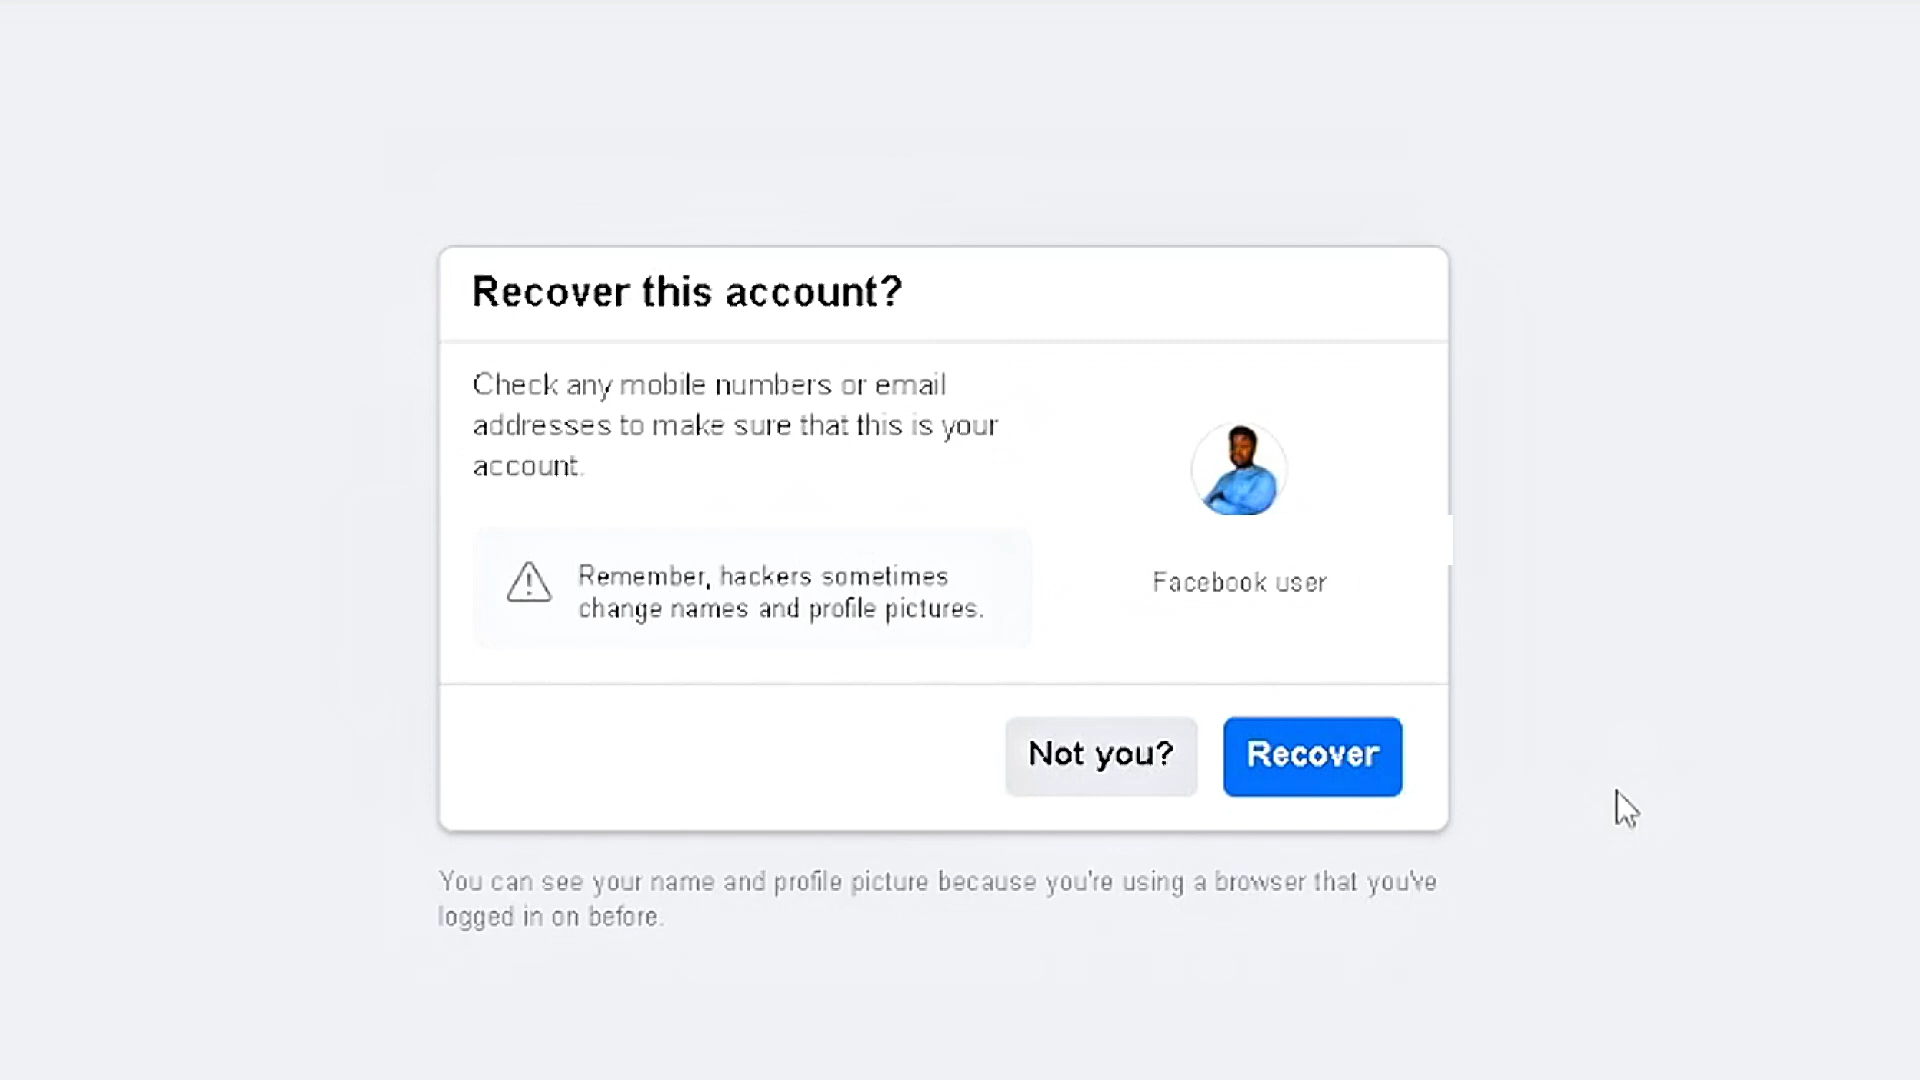 Recover this account?
Check any mobile numbers or email
addresses to make sure that this is your
account.
Remember, hackers sometimes
change names and profile pictures.
Facebook user
Not you?
Recover
You can see your name and profile picture because you're using a browser that you've
logged in on before.